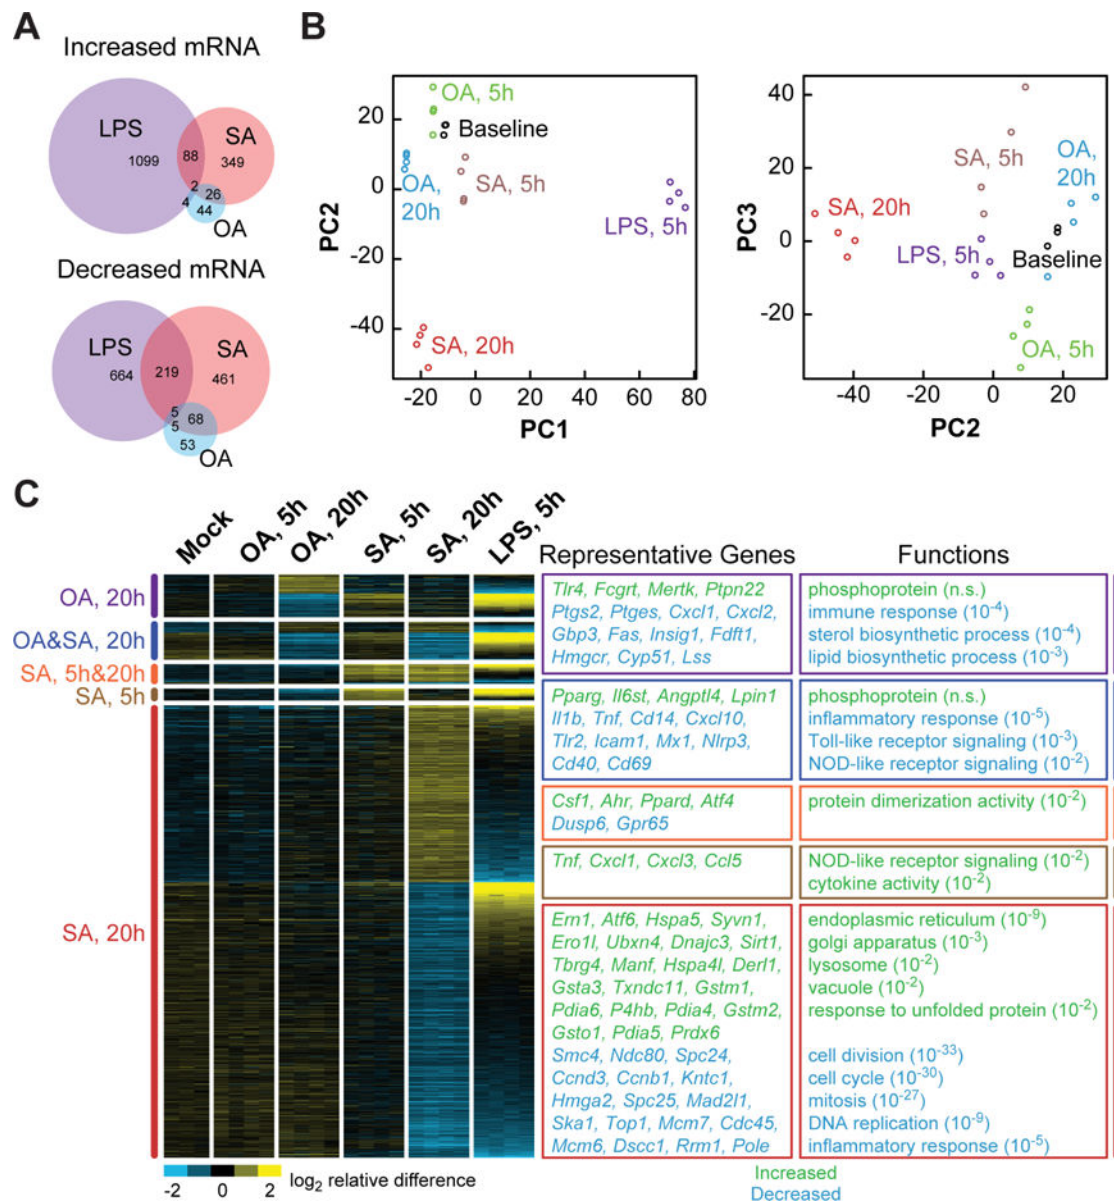 A
Increased mRNA
LPS
SA
1099
88
349
2
26
4
44
OA
Decreased mRNA
LPS
SA
664
219
461
5
68
5
53
OA
B
OA, 5h
Baseline
OA,
20h
SA, 5h
LPS, 5h
SA, 20h
20
0
-20
-40
PC2
-20
0
20
40
60
80
PC1
40
20
0
-20
PC3
SA, 5h
OA,
20h
SA, 20h
LPS, 5h
Baseline
OA, 5h
-40
-20
0
20
PC2
C
Mock
OA, 5h
OA, 20h
SA, 5h
SA, 20h
LPS, 5h
Representative Genes
Functions
OA, 20h
OA&SA, 20h
SA, 5h&20h
SA, 5h
SA, 20h
Tlr4, Fcgrt, Mertk, Ptpn22
Ptgs2, Ptges, Cxcl1, Cxcl2,
Gbp3, Fas, Insig1, Fdft1,
Hmgcr, Cyp51, Lss
phosphoprotein (n.s.)
immune response (10-4)
sterol biosynthetic process (10-4)
lipid biosynthetic process (10-3)
Pparg, Il6st, Angptl4, Lpin1
Il1b, Tnf, Cd14, Cxcl10,
Tlr2, Icam1, Mx1, Nlrp3,
Cd40, Cd69
phosphoprotein (n.s.)
inflammatory response (10-5)
Toll-like receptor signaling (10-3)
NOD-like receptor signaling (10-2)
Csf1, Ahr, Ppard, Atf4
Dusp6, Gpr65
protein dimerization activity (10-2)
Tnf, Cxcl1, Cxcl3, Ccl5
NOD-like receptor signaling (10-2)
cytokine activity (10-2)
Ern1, Atf6, Hspa5, Syvn1,
Ero1l, Ubxn4, Dnajc3, Sirt1,
Tbrg4, Manf, Hspa4l, Derl1,
Gsta3, Txndc11, Gstm1,
Pdia6, P4hb, Pdia4, Gstm2,
Gsto1, Pdia5, Prdx6
Smc4, Ndc80, Spc24,
Ccnd3, Ccnb1, Kntc1,
Hmga2, Spc25, Mad2l1,
Ska1, Top1, Mcm7, Cdc45,
Mcm6, Dscc1, Rrm1, Pole
endoplasmic reticulum (10-9)
golgi apparatus (10-3)
lysosome (10-2)
vacuole (10-2)
response to unfolded protein (10-2)
cell division (10-33)
cell cycle (10-30)
mitosis (10-27)
DNA replication (10-9)
inflammatory response (10-5)
-2
0
2
log2 relative difference
Increased
Decreased